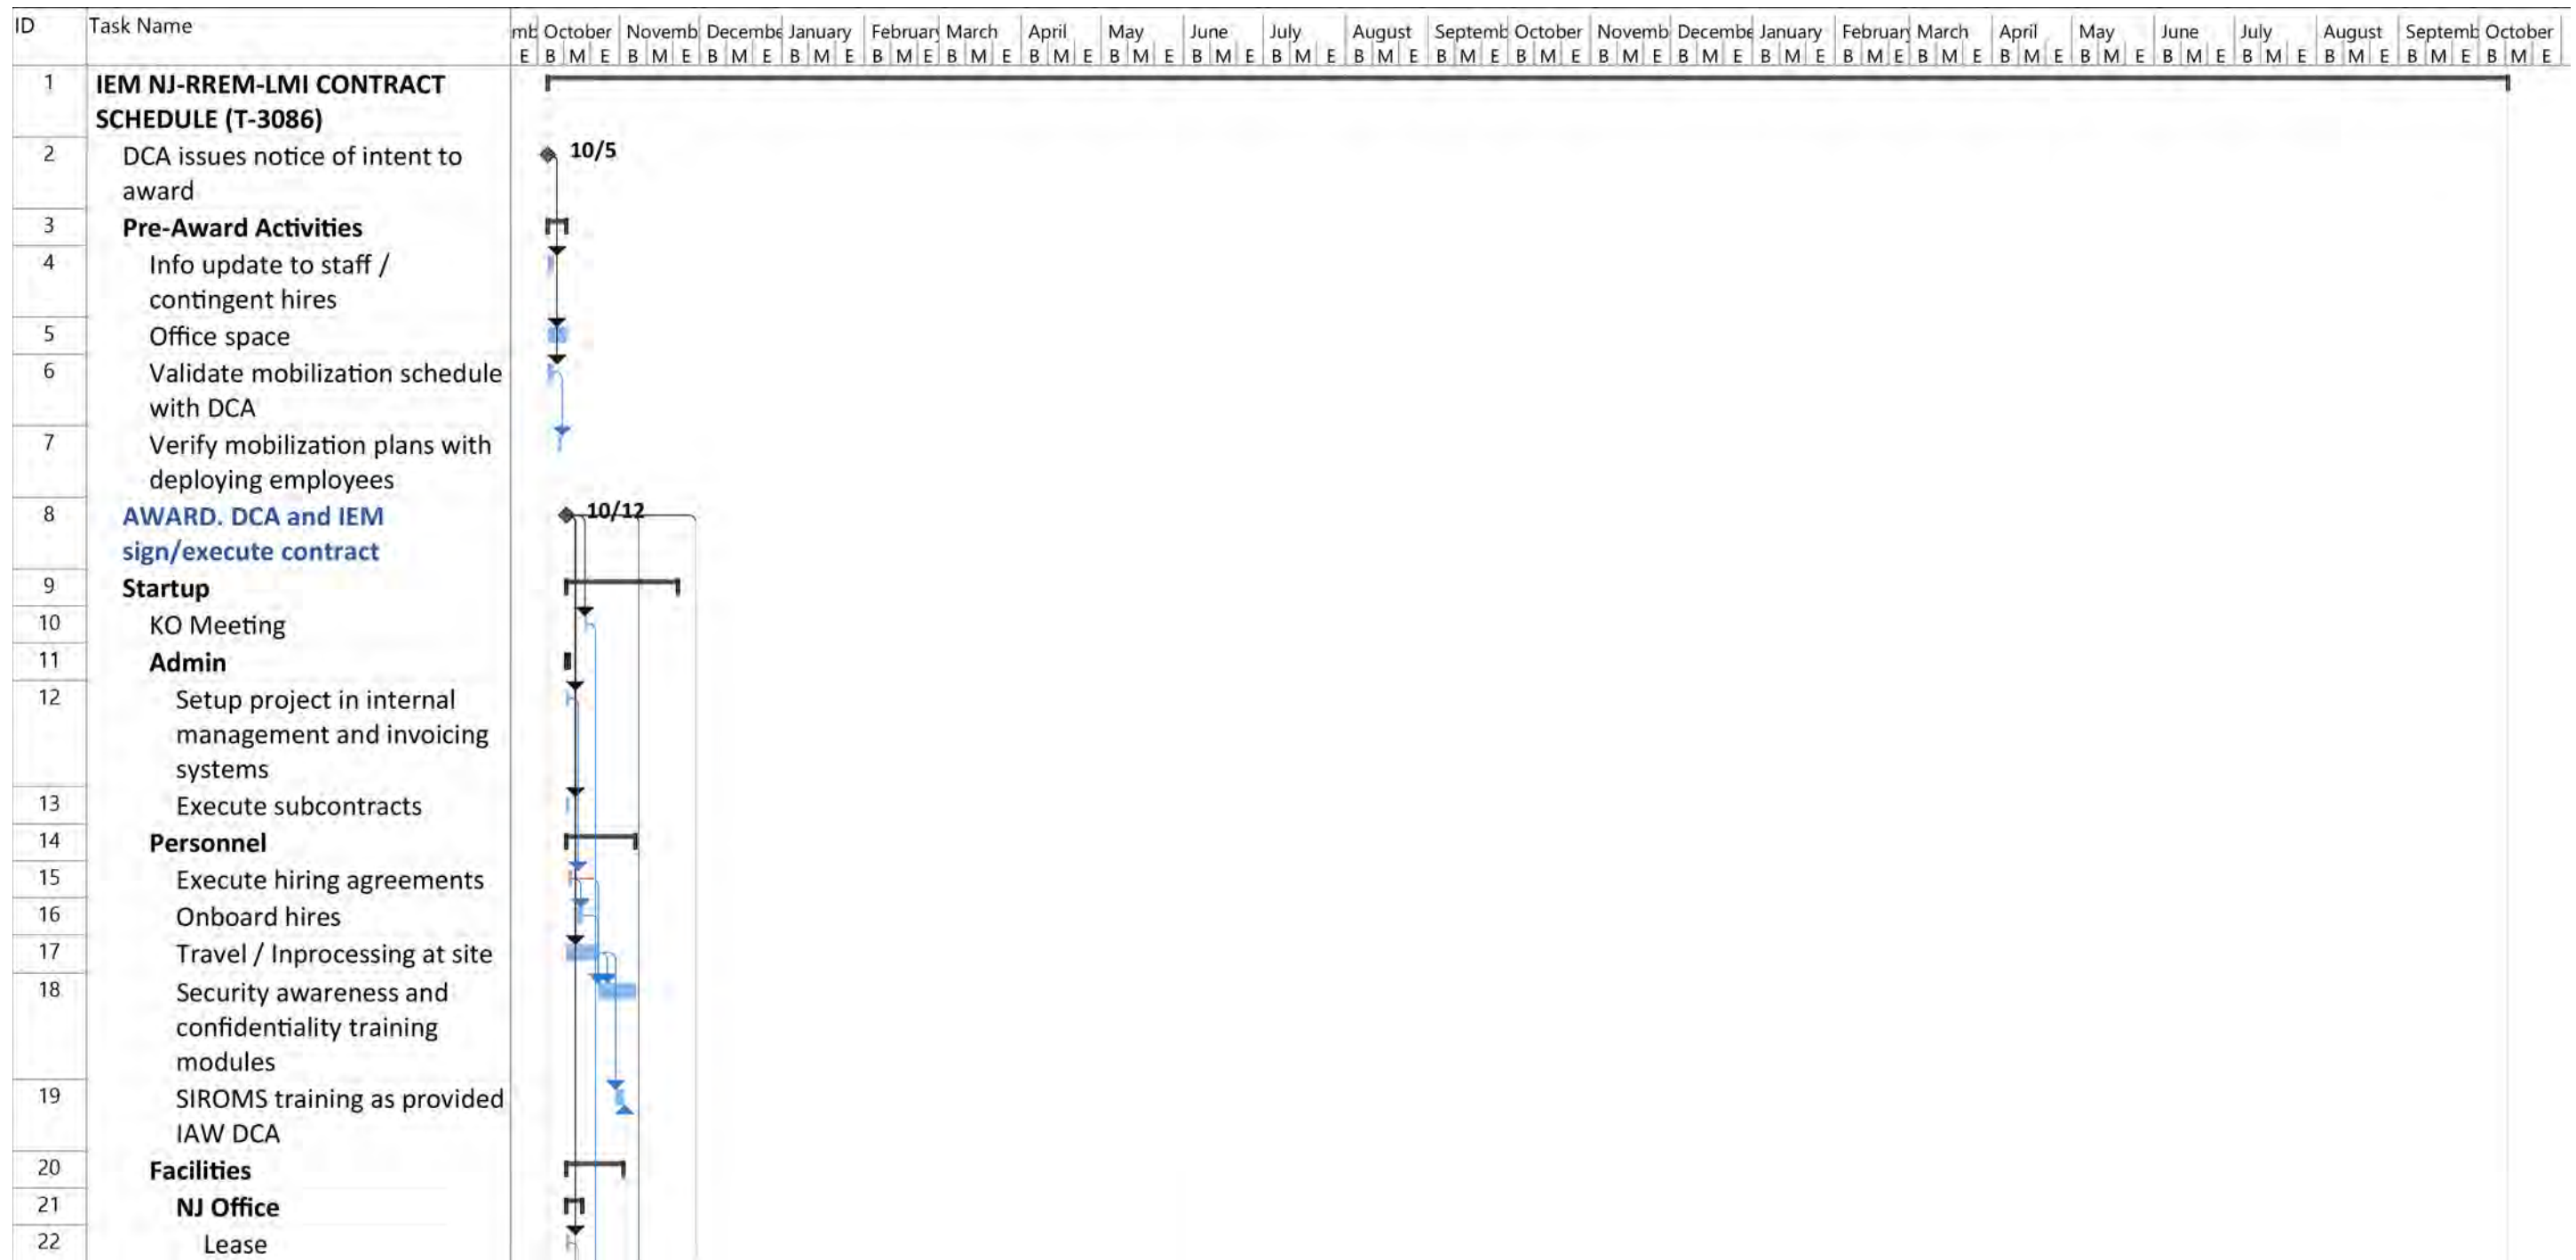 ID Task Name
mb October Novemb Decembe January Februar March April May June July August Septemb October Novemb Decembe January Februar March April May June July August Septemb October
E B M E B M E B M E B M E B M E B M E B M E B M E B M E B M E B M E B M E B M E B M E B M E B M E B M E B M E B M E B M E B M E B M E B M E B M E B M E
1 IEM NJ-RREM-LMI CONTRACT
SCHEDULE (T-3086)
2 DCA issues notice of intent to 10/5
award
3 Pre-Award Activities
4 Info update to staff /
contingent hires
5 Office space
6 Validate mobilization schedule
with DCA
7 Verify mobilization plans with
deploying employees
8 AWARD. DCA and IEM 10/12
sign/execute contract
9 Startup
10 KO Meeting
11 Admin
12 Setup project in internal
management and invoicing
systems
13 Execute subcontracts
14 Personnel
15 Execute hiring agreements
16 Onboard hires
17 Travel / Inprocessing at site
18 Security awareness and
confidentiality training
modules
19 SIROMS training as provided
IAW DCA
20 Facilities
21 NJ Office
22 Lease